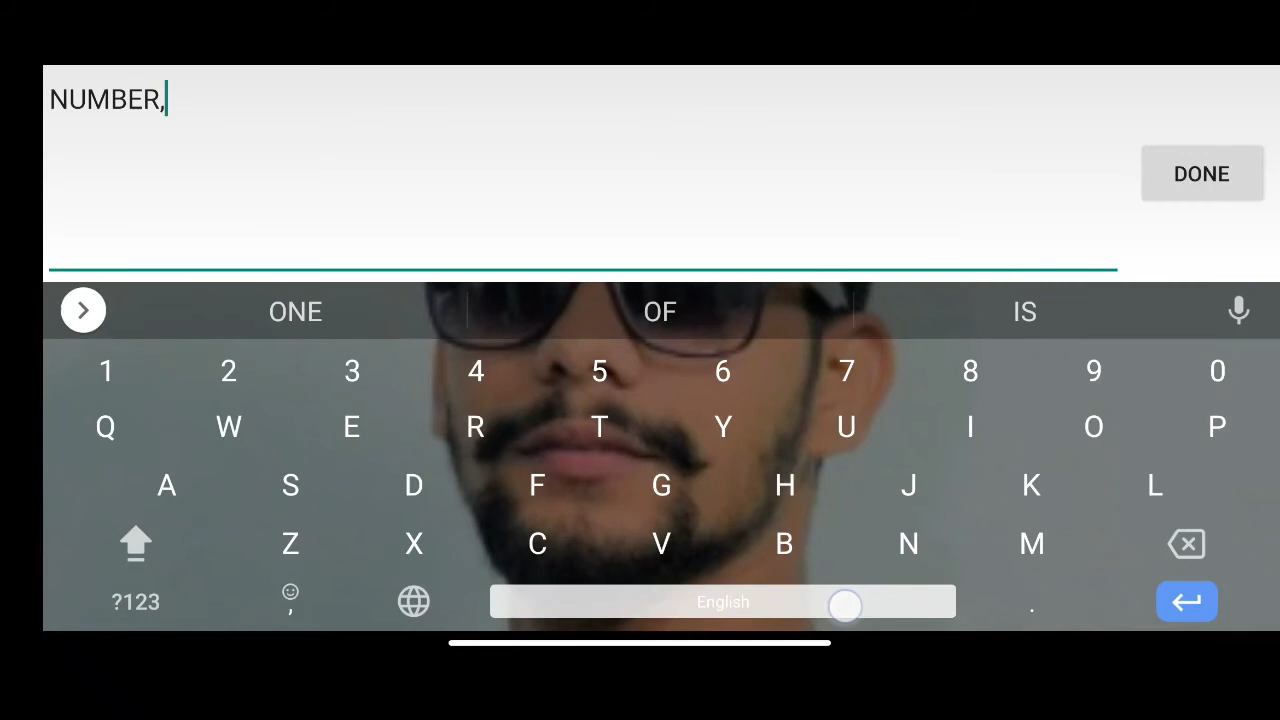 NUMBER,
DONE
ONE OF IS
1 2 3 4 5 6 7 8 9 0
Q W E R T Y U I O P
A S D F G H J K L
Z X C V B N M
?123 , English .